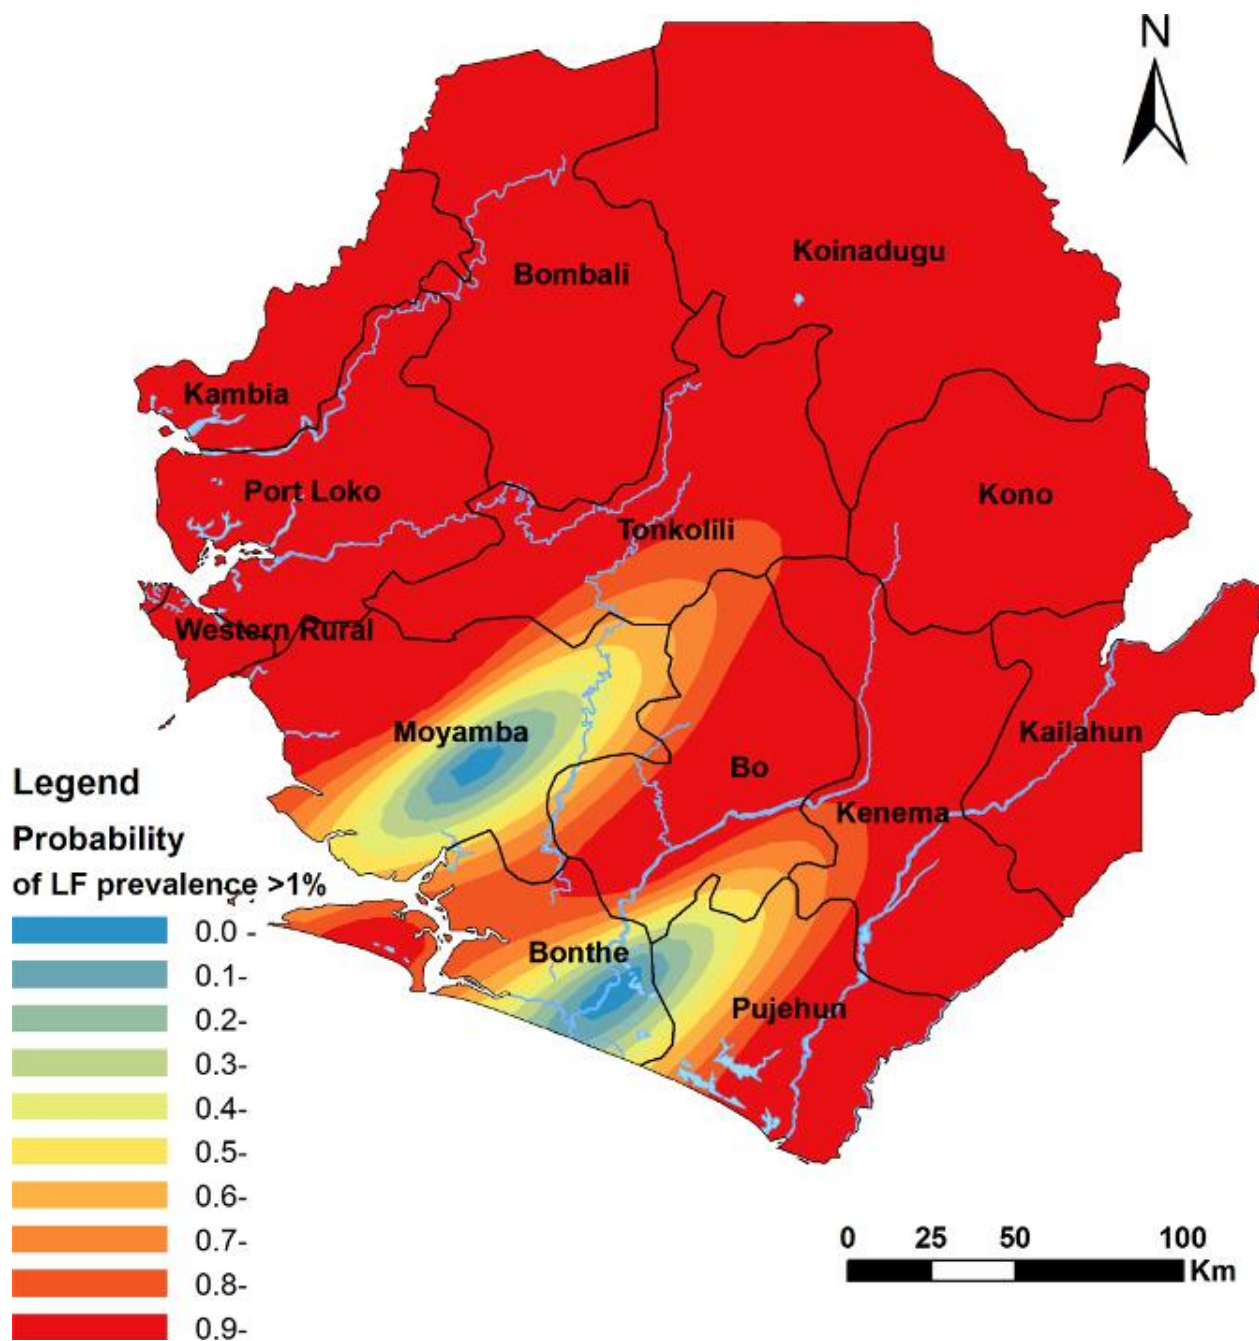 N
Koinadugu
Bombali
Kambia
Port Loko
Kono
Tonkolili
Western Rural
Moyamba
Kailahun
Bo
Kenema
Bonthe
Pujehun
Legend
Probability
of LF prevalence >1%
0.0 -
0.1-
0.2-
0.3-
0.4-
0.5-
0.6-
0.7-
0.8-
0.9-
0 25 50 100
Km